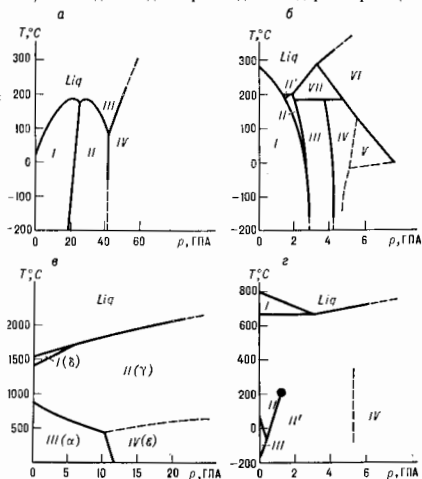 а
T,°C
300
200
100
0
-100
-200
Liq
I
II
III
IV
0
20
40
60
p, ГПА
б
T,°C
Liq
300
200
100
0
-100
-200
II'
VII
VI
II
I
III
IV
V
0
2
4
6
p, ГПА
в
T,°C
Liq
2000
1500
1000
500
I(δ)
II(γ)
III(α)
IV(ε)
0
5
10
15
20
p, ГПА
г
T,°C
800
600
400
200
0
-200
Liq
I
II
II'
III
IV
0
2
4
6
p, ГПА